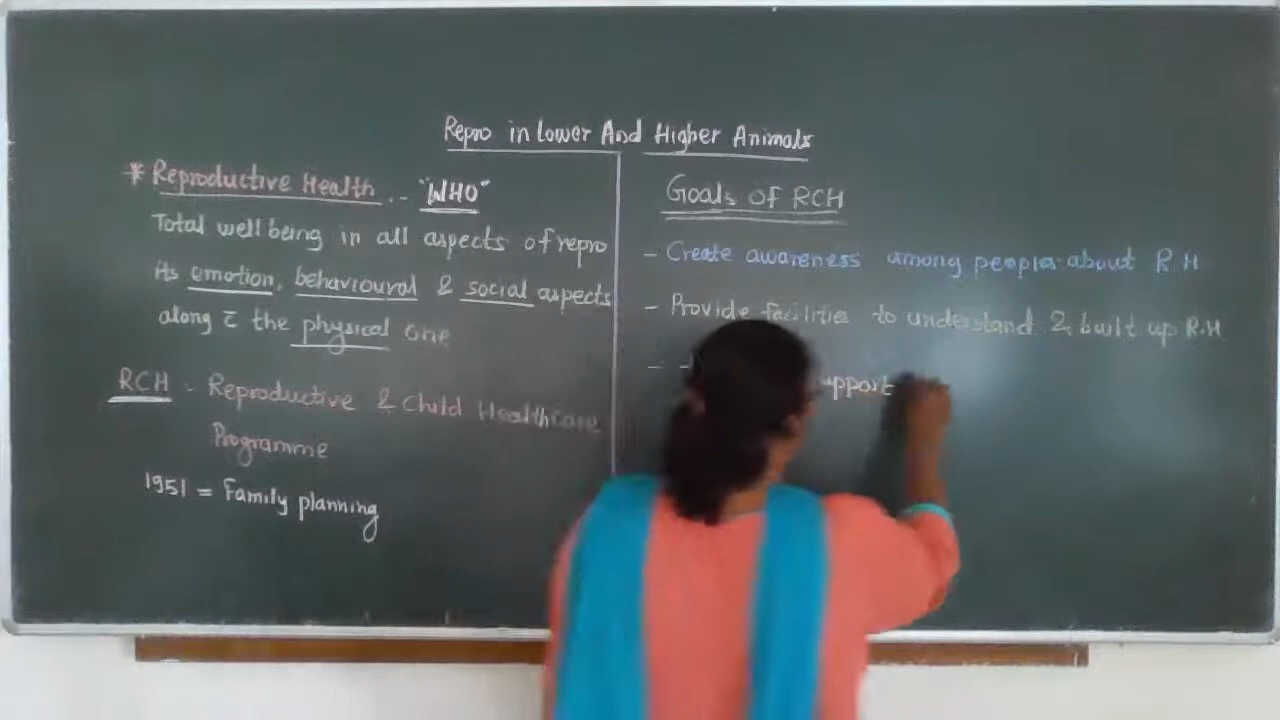 Repro in Lower And Higher Animals
* Reproductive Health .. - "WHO"
Total well being in all aspects of repro
its emotion, behavioural & social aspects
along c̄ the physical one
RCH - Reproductive & Child Healthcare
Programme
1951 = Family planning
Goals OF RCH
- Create awareness among people about R H
- Provide facilities to understand & built up R.H
- upport